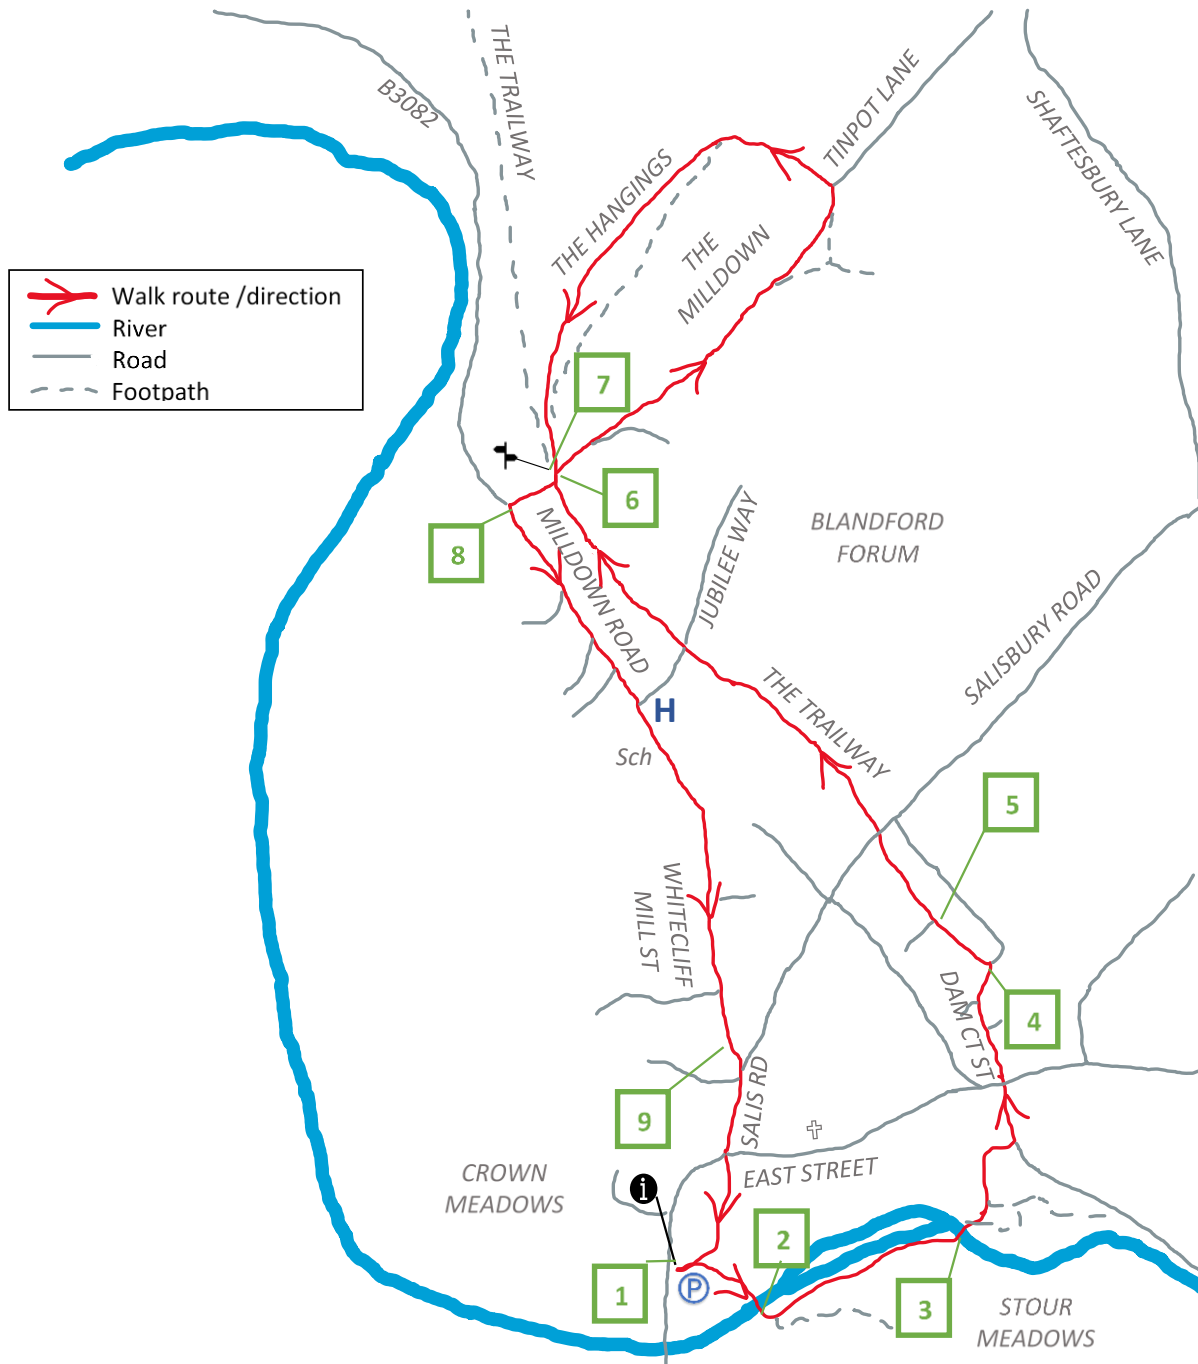 B3082
THE TRAILWAY
TINPOT LANE
SHAFTESBURY LANE
THE HANGINGS
THE
MILLDOWN
Walk route /direction
River
Road
Footpath
7
6
8
MILLDOWN ROAD
JUBILEE WAY
BLANDFORD
FORUM
SALISBURY ROAD
H
Sch
THE TRAILWAY
5
WHITECLIFF
MILL ST
DAM CT ST
4
9
SALIS RD
EAST STREET
CROWN
MEADOWS
i
2
1
P
3
STOUR
MEADOWS